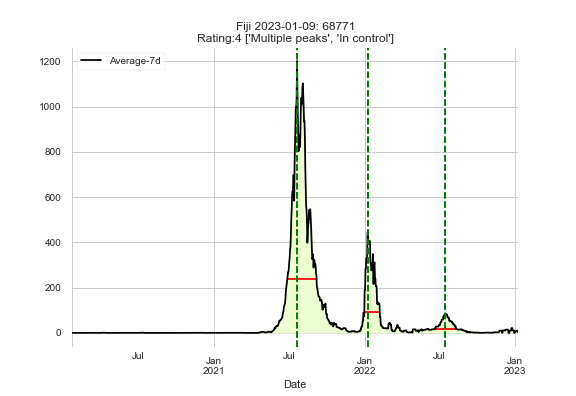 Fiji 2023-01-09: 68771
Rating:4 ['Multiple peaks', 'In control']
Average-7d
1200
1000
800
600
400
200
0
Jul
Jan
2021
Jul
Jan
2022
Jul
Jan
2023
Date